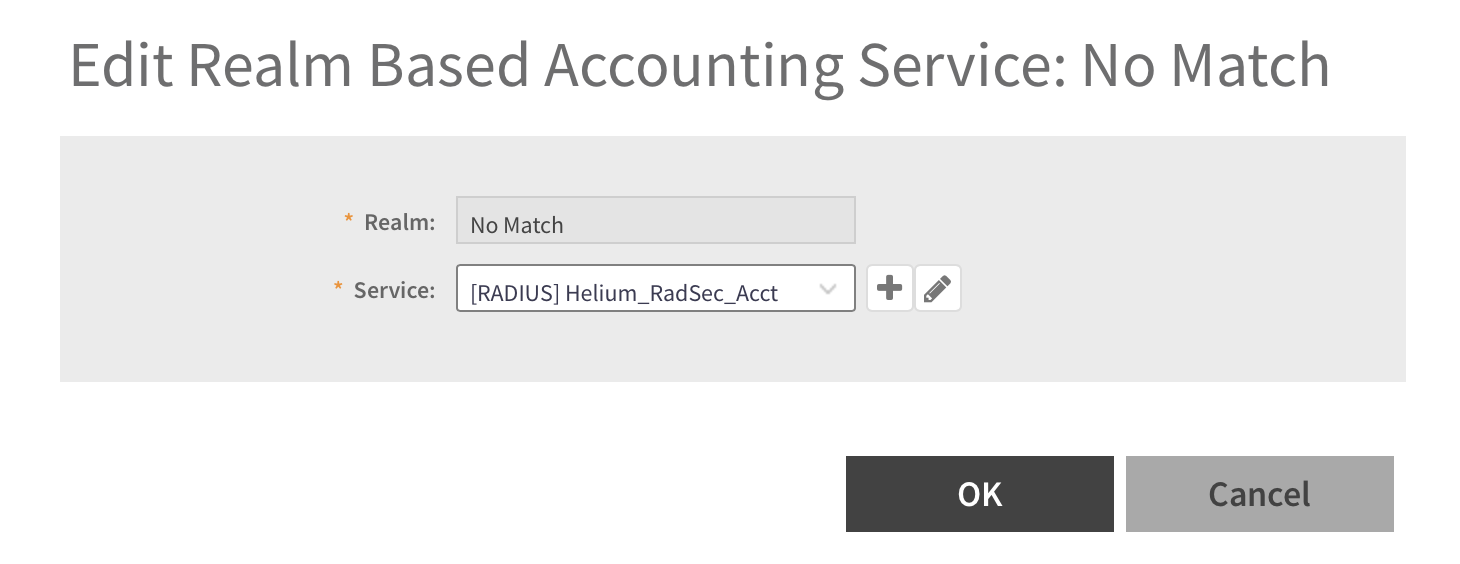 Edit Realm Based Accounting Service: No Match
* Realm: No Match
* Service: [RADIUS] Helium_RadSec_Acct
OK Cancel